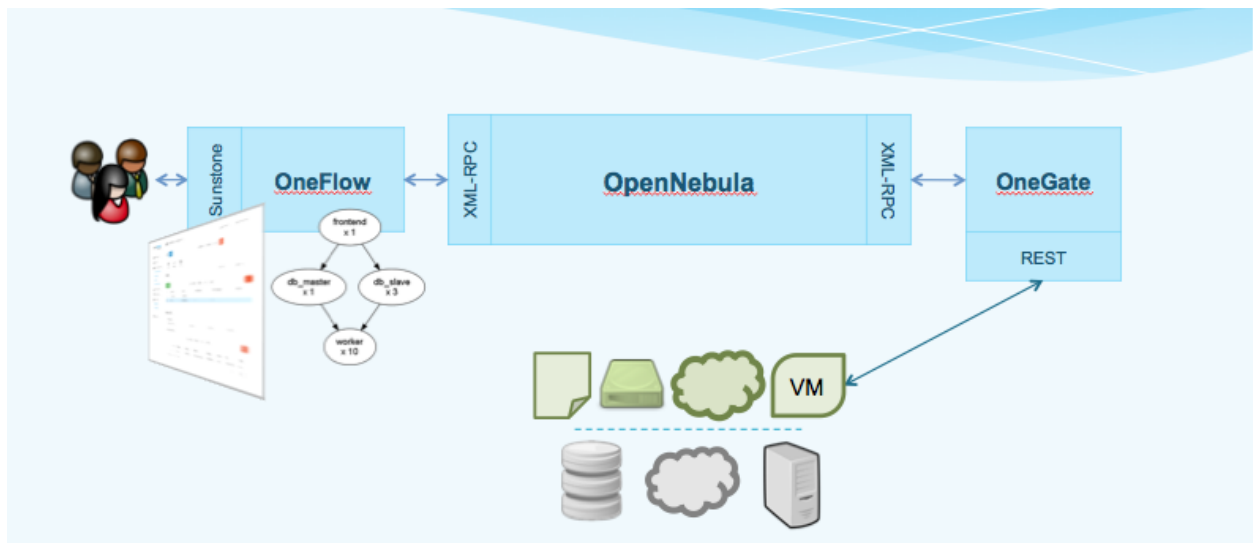 Sunstone
OneFlow
XML-RPC
OpenNebula
XML-RPC
OneGate
REST
frontend
x 1
db_master
x 1
db_slave
x 3
worker
x 10
VM